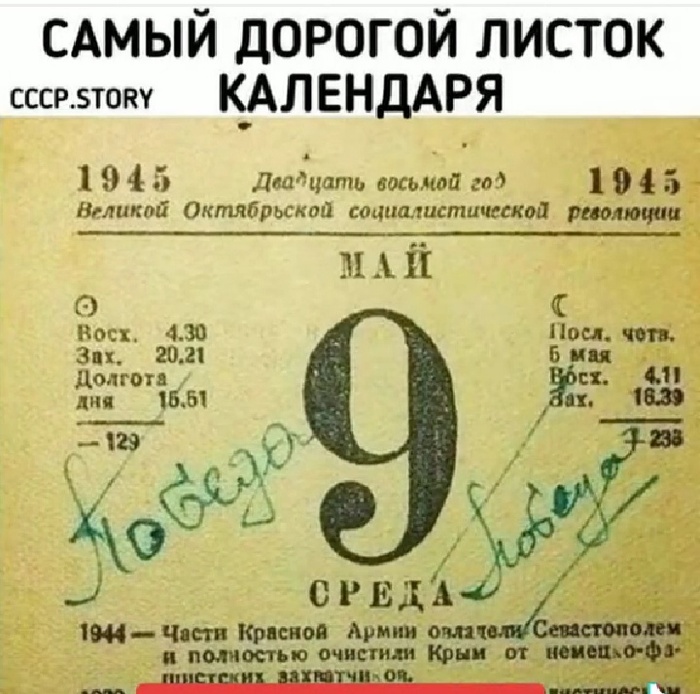 САМЫЙ ДОРОГОЙ ЛИСТОК
СССР.STORY КАЛЕНДАРЯ
1945 Двадцать восьмой год 1945
Великой Октябрьской социалистической революции
МАЙ
Восх. 4.30
Зах. 20.21
Долгота
дня 15.51
—129
9
Посл. четв.
5 мая
Восх. 4.11
Зах. 16.39
+236
Победа
Победа
СРЕДА
1944 — Части Красной Армии овладели Севастополем
и полностью очистили Крым от немецко-фа-
шистских захватчиков.